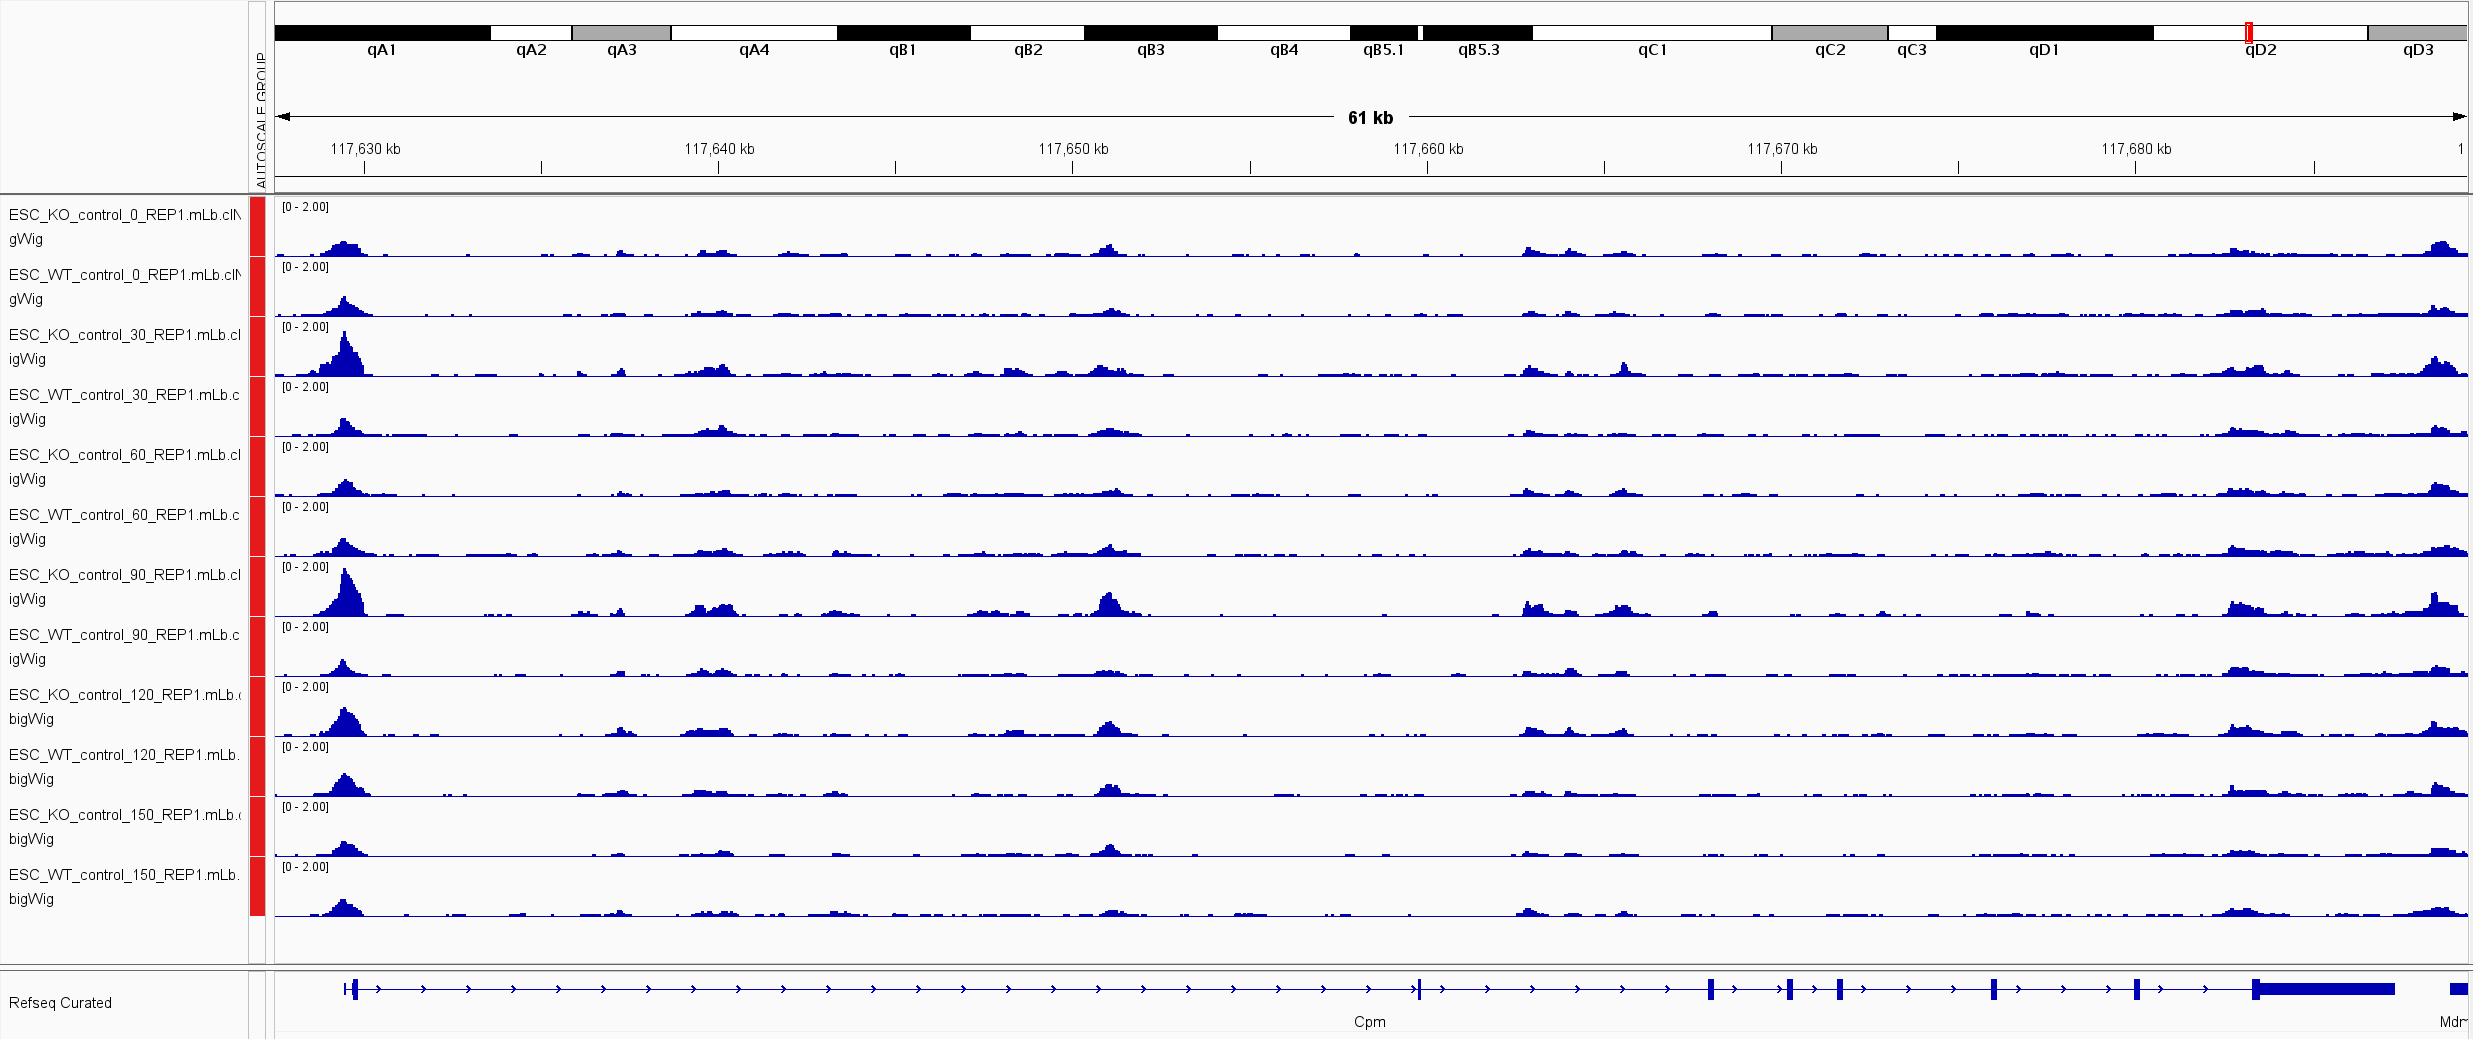 qA1 qA2 qA3 qA4 qB1 qB2 qB3 qB4 qB5.1 qB5.3 qC1 qC2 qC3 qD1 qD2 qD3
AUTOSCALE GROUP
61 kb
117,630 kb 117,640 kb 117,650 kb 117,660 kb 117,670 kb 117,680 kb 1
ESC_KO_control_0_REP1.mLb.clN
gWig
[0 - 2.00]
ESC_WT_control_0_REP1.mLb.clN
gWig
[0 - 2.00]
ESC_KO_control_30_REP1.mLb.cl
igWig
[0 - 2.00]
ESC_WT_control_30_REP1.mLb.c
igWig
[0 - 2.00]
ESC_KO_control_60_REP1.mLb.cl
igWig
[0 - 2.00]
ESC_WT_control_60_REP1.mLb.c
igWig
[0 - 2.00]
ESC_KO_control_90_REP1.mLb.cl
igWig
[0 - 2.00]
ESC_WT_control_90_REP1.mLb.c
igWig
[0 - 2.00]
ESC_KO_control_120_REP1.mLb.c
bigWig
[0 - 2.00]
ESC_WT_control_120_REP1.mLb.
bigWig
[0 - 2.00]
ESC_KO_control_150_REP1.mLb.c
bigWig
[0 - 2.00]
ESC_WT_control_150_REP1.mLb.
bigWig
[0 - 2.00]
Refseq Curated
Cpm
Mdm